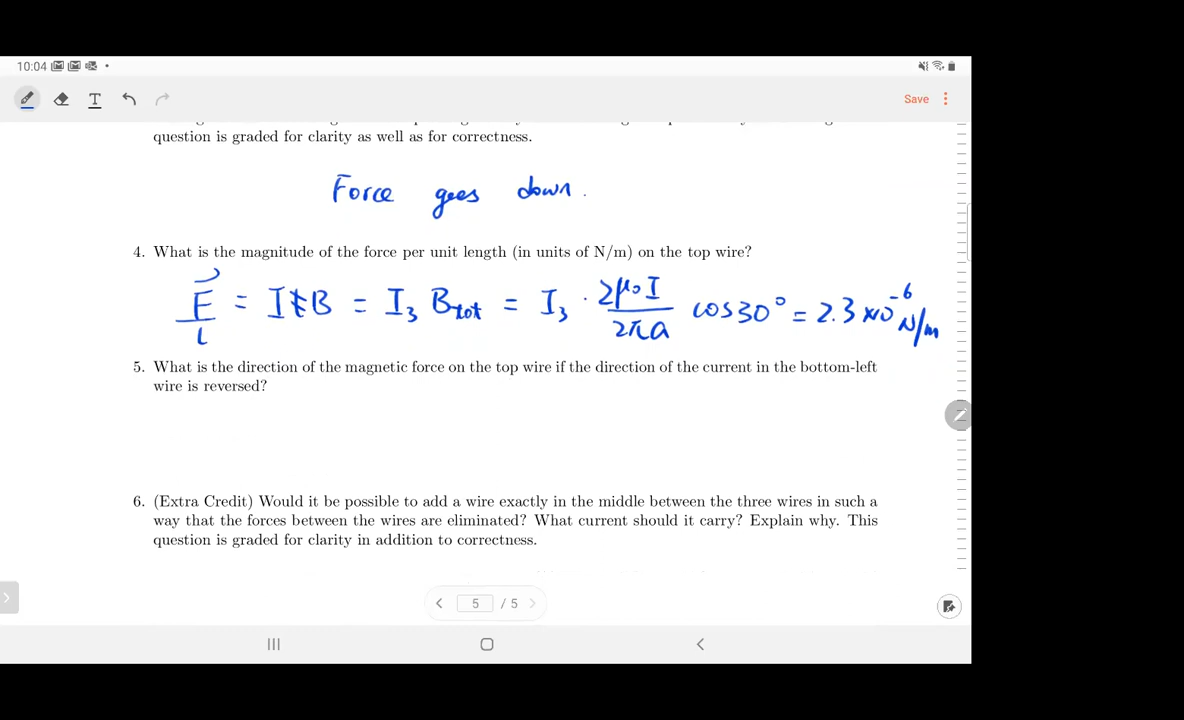 10:04
Save
question is graded for clarity as well as for correctness.
Force goes down.
4. What is the magnitude of the force per unit length (in units of N/m) on the top wire?
F/L = IB = I₃ B_tot = I₃ · 2μ₀I/2πa cos30° = 2.3 ×10⁻⁶ N/m
5. What is the direction of the magnetic force on the top wire if the direction of the current in the bottom-left
wire is reversed?
6. (Extra Credit) Would it be possible to add a wire exactly in the middle between the three wires in such a
way that the forces between the wires are eliminated? What current should it carry? Explain why. This
question is graded for clarity in addition to correctness.
5 / 5